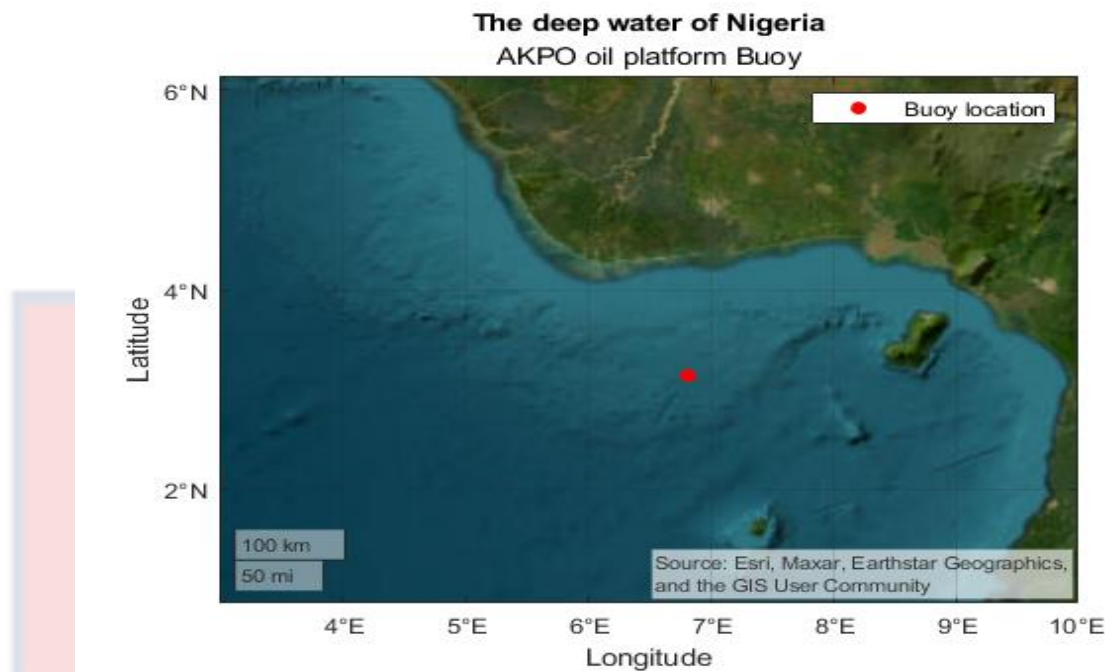 The deep water of Nigeria
AKPO oil platform Buoy
6°N
Buoy location
4°N
Latitude
2°N
100 km
50 mi
Source: Esri, Maxar, Earthstar Geographics,
and the GIS User Community
4°E 5°E 6°E 7°E 8°E 9°E 10°E
Longitude